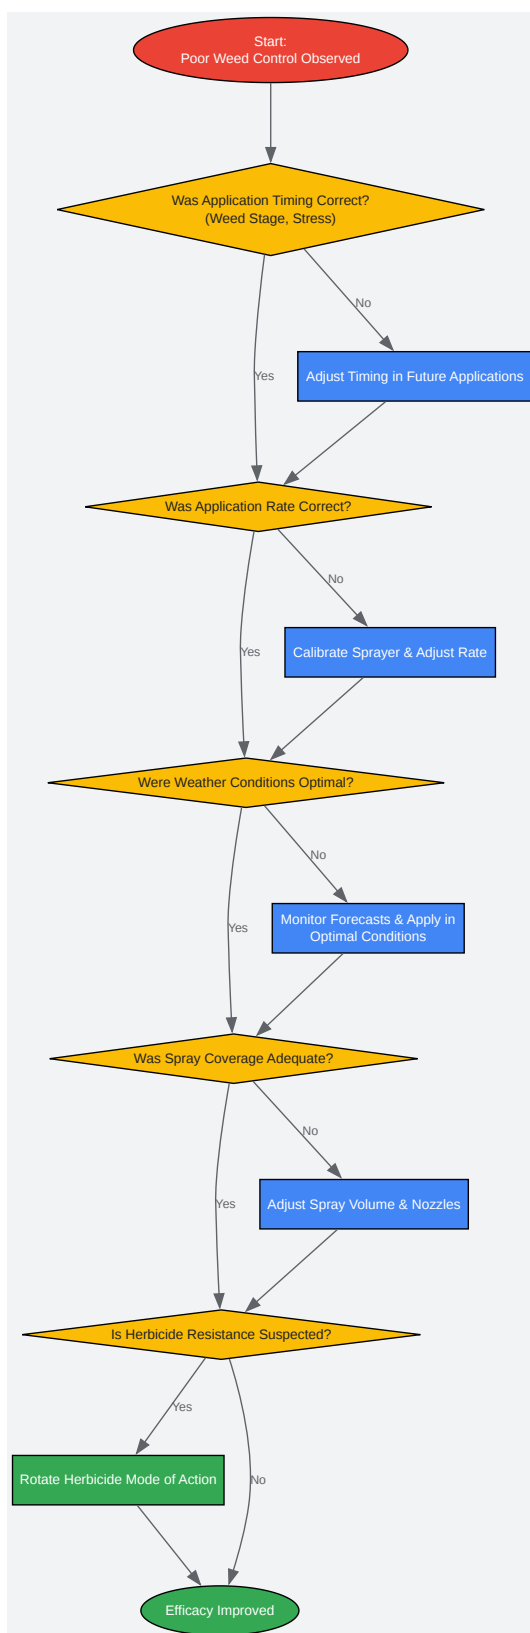 Start:
Poor Weed Control Observed
Was Application Timing Correct?
(Weed Stage, Stress)
No
Yes
Adjust Timing in Future Applications
Was Application Rate Correct?
No
Yes
Calibrate Sprayer & Adjust Rate
Were Weather Conditions Optimal?
No
Yes
Monitor Forecasts & Apply in
Optimal Conditions
Was Spray Coverage Adequate?
No
Yes
Adjust Spray Volume & Nozzles
Is Herbicide Resistance Suspected?
Yes
Rotate Herbicide Mode of Action
No
Efficacy Improved